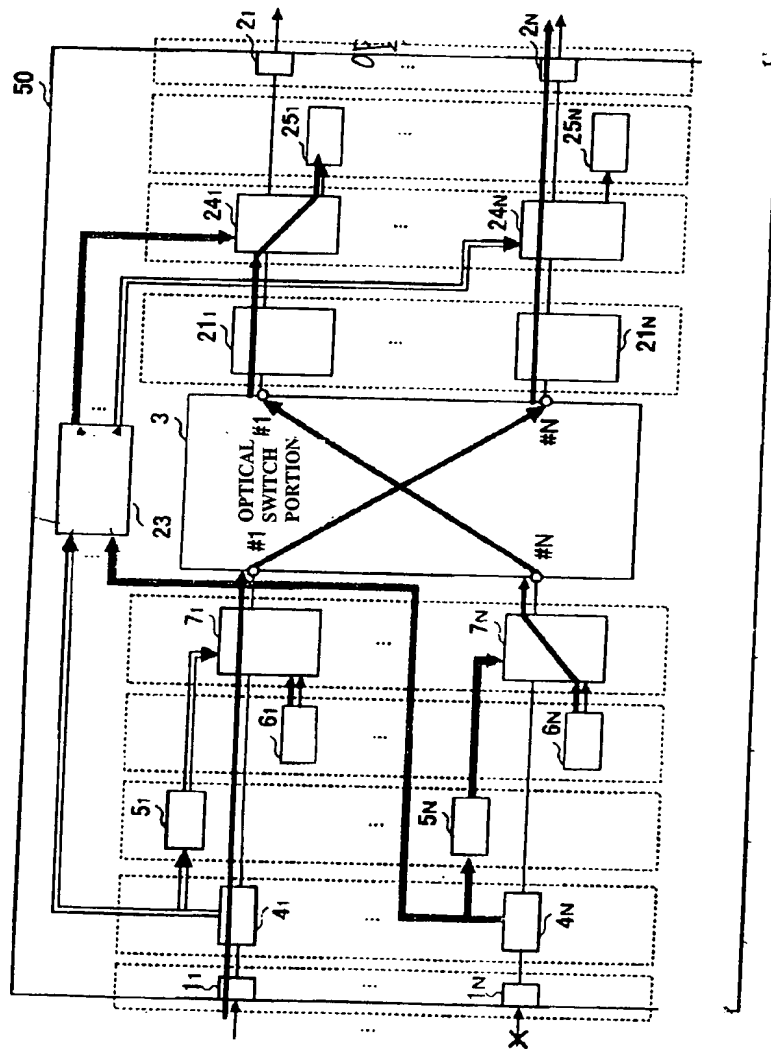 50
1₁
4₁
5₁
6₁
7₁
23
3
OPTICAL
SWITCH
PORTION
#1
#1
21₁
24₁
25₁
2₁
...
1N
4N
5N
6N
7N
#N
#N
21N
24N
25N
2N